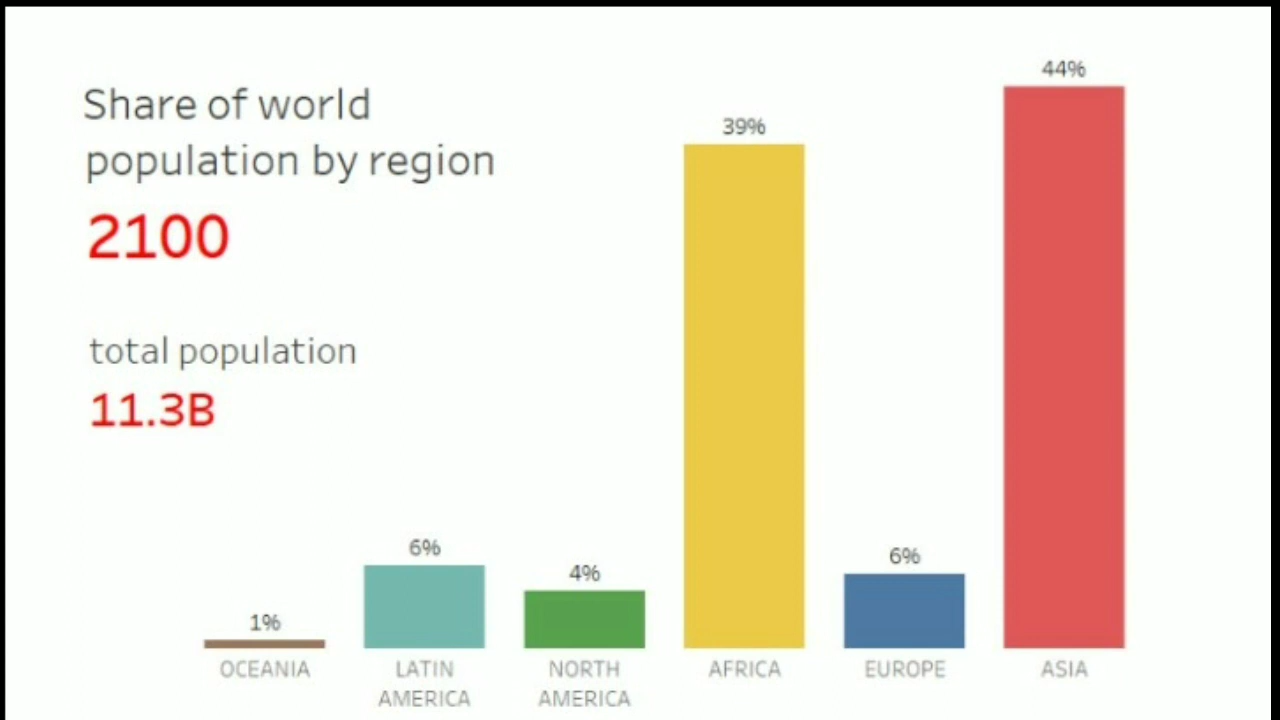 Share of world
population by region
2100
total population
11.3B
1%
6%
4%
39%
6%
44%
OCEANIA
LATIN
AMERICA
NORTH
AMERICA
AFRICA
EUROPE
ASIA